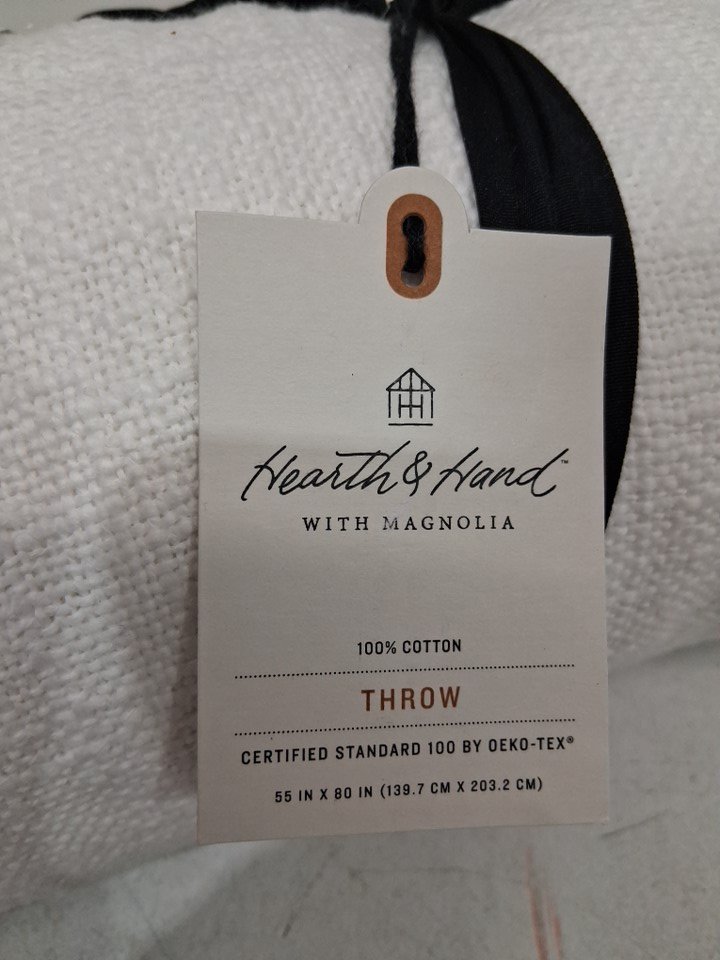 Hearth & Hand™
WITH MAGNOLIA
100% COTTON
THROW
CERTIFIED STANDARD 100 BY OEKO-TEX®
55 IN X 80 IN (139.7 CM X 203.2 CM)